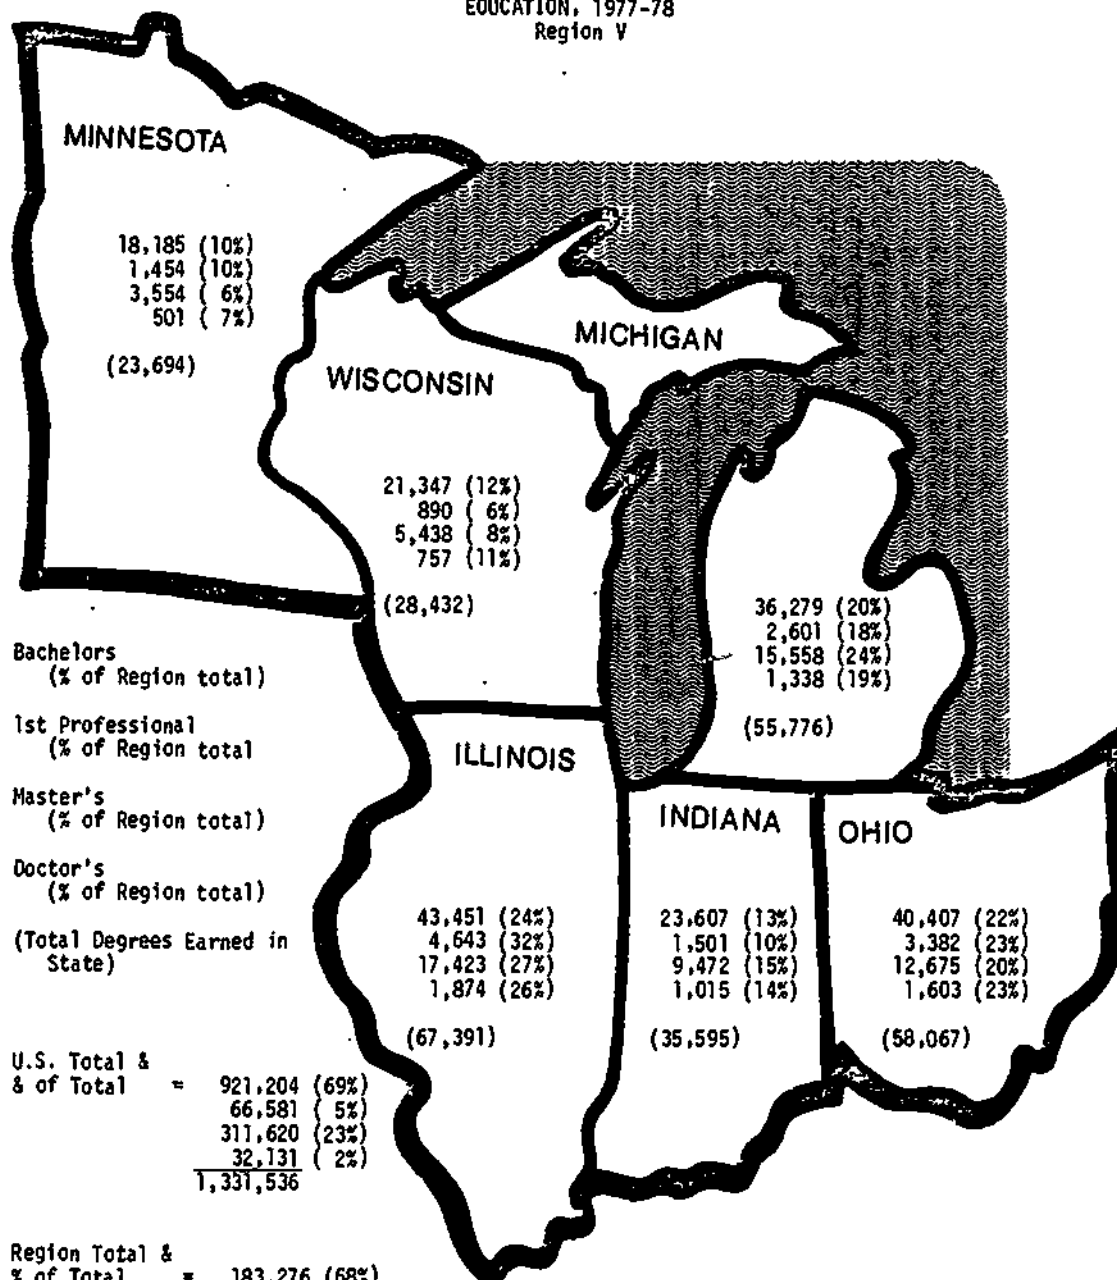 EDUCATION, 1977-78
Region V
MINNESOTA
18,185 (10%)
1,454 (10%)
3,554 ( 6%)
501 ( 7%)
(23,694)
MICHIGAN
WISCONSIN
21,347 (12%)
890 ( 6%)
5,438 ( 8%)
757 (11%)
(28,432)
36,279 (20%)
2,601 (18%)
15,558 (24%)
1,338 (19%)
(55,776)
Bachelors
(% of Region total)
1st Professional
(% of Region total
Master's
(% of Region total)
Doctor's
(% of Region total)
(Total Degrees Earned in
State)
ILLINOIS
43,451 (24%)
4,643 (32%)
17,423 (27%)
1,874 (26%)
(67,391)
INDIANA
23,607 (13%)
1,501 (10%)
9,472 (15%)
1,015 (14%)
(35,595)
OHIO
40,407 (22%)
3,382 (23%)
12,675 (20%)
1,603 (23%)
(58,067)
U.S. Total &
& of Total = 921,204 (69%)
66,581 ( 5%)
311,620 (23%)
32,131 ( 2%)
1,331,536
Region Total &
% of Total = 183,276 (68%)